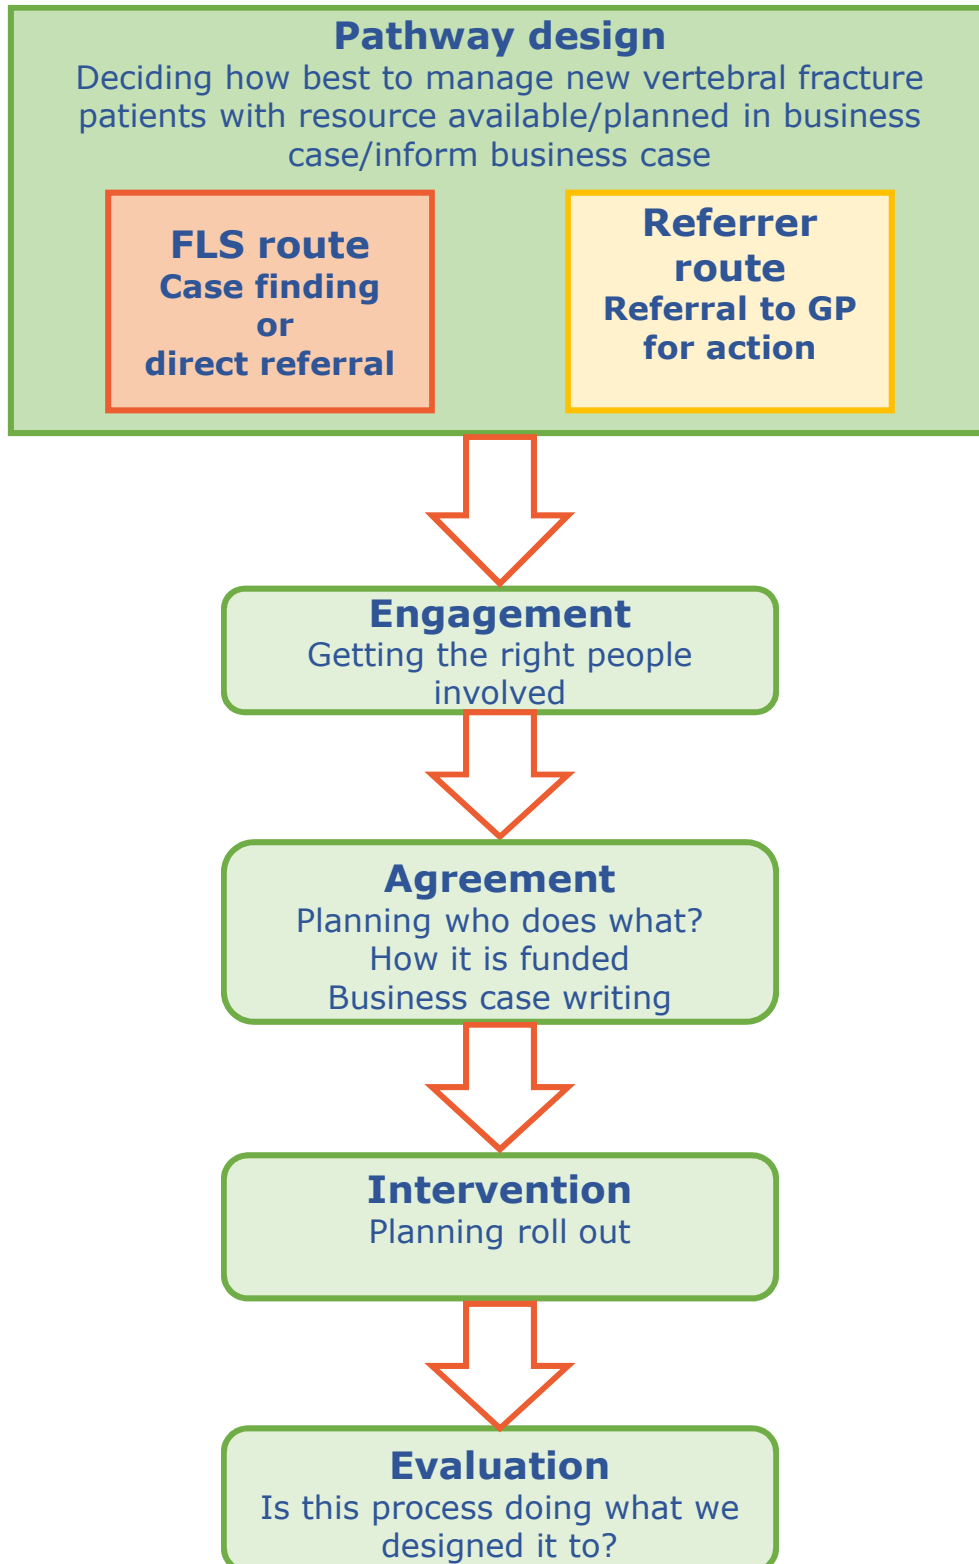 Pathway design
Deciding how best to manage new vertebral fracture
patients with resource available/planned in business
case/inform business case
FLS route
Case finding
or
direct referral
Referrer
route
Referral to GP
for action
Engagement
Getting the right people
involved
Agreement
Planning who does what?
How it is funded
Business case writing
Intervention
Planning roll out
Evaluation
Is this process doing what we
designed it to?